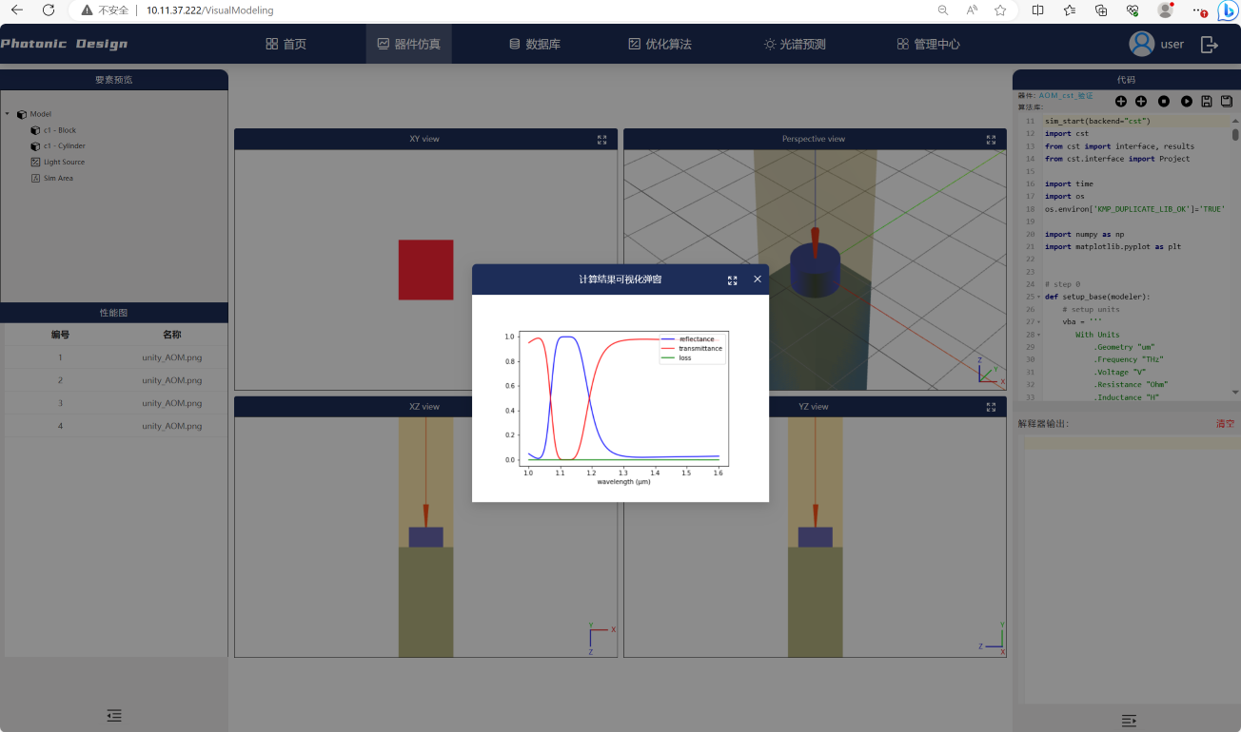 不安全 10.11.37.222/VisualModeling
Photonic Design
首页
器件仿真
数据库
优化算法
光谱预测
管理中心
user
要素预览
Model
c1 - Block
c1 - Cylinder
Light Source
Sim Area
性能图
编号 名称
1 unity_AOM.png
2 unity_AOM.png
3 unity_AOM.png
4 unity_AOM.png
XY view
Perspective view
Z
Y
X
XZ view
Y
X
Z
YZ view
Y
Z
X
计算结果可视化弹窗
reflectance
transmittance
loss
1.0
0.8
0.6
0.4
0.2
0.0
1.0 1.1 1.2 1.3 1.4 1.5 1.6
wavelength (μm)
代码
器件: AOM_cst_验证
算法库:
11 sim_start(backend="cst")
12 import cst
13 from cst import interface, results
14 from cst.interface import Project
15
16 import time
17 import os
18 os.environ['KMP_DUPLICATE_LIB_OK']='TRUE'
19
20 import numpy as np
21 import matplotlib.pyplot as plt
22
23
24 # step 0
25 def setup_base(modeler):
26 # setup units
27 vba = '''
28 With Units
29 .Geometry "um"
30 .Frequency "THz"
31 .Voltage "V"
32 .Resistance "Ohm"
33 .Inductance "H"
解释器输出:
清空